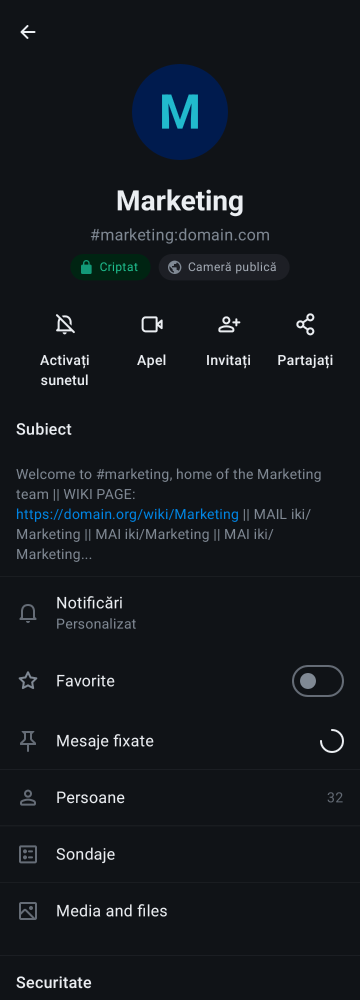 M
Marketing
#marketing:domain.com
Criptat
Cameră publică
Activați
sunetul
Apel
Invitați
Partajați
Subiect
Welcome to #marketing, home of the Marketing
team || WIKI PAGE:
https://domain.org/wiki/Marketing || MAIL iki/
Marketing || MAI iki/Marketing || MAI iki/
Marketing...
Notificări
Personalizat
Favorite
Mesaje fixate
Persoane
32
Sondaje
Media and files
Securitate